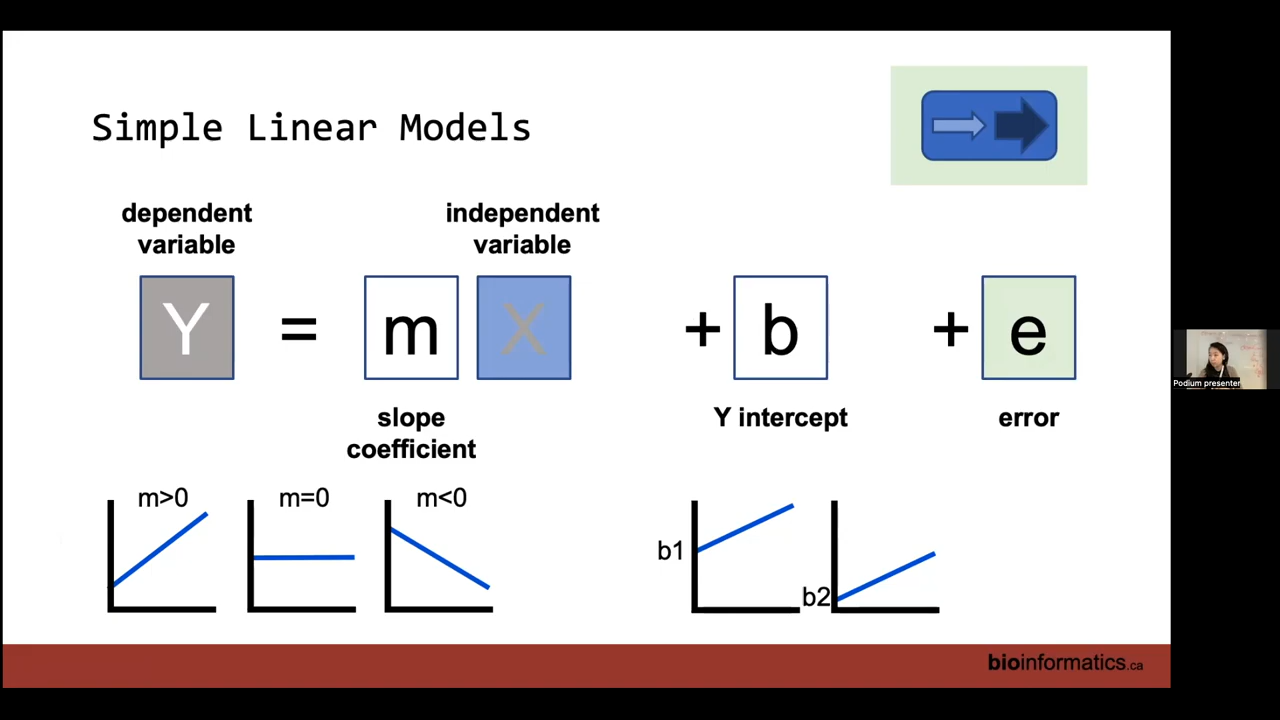 Simple Linear Models
dependent
variable
independent
variable
Y = m X + b + e
slope
coefficient
Y intercept
error
m>0
m=0
m<0
b1
b2
Podium presenter
bioinformatics.ca